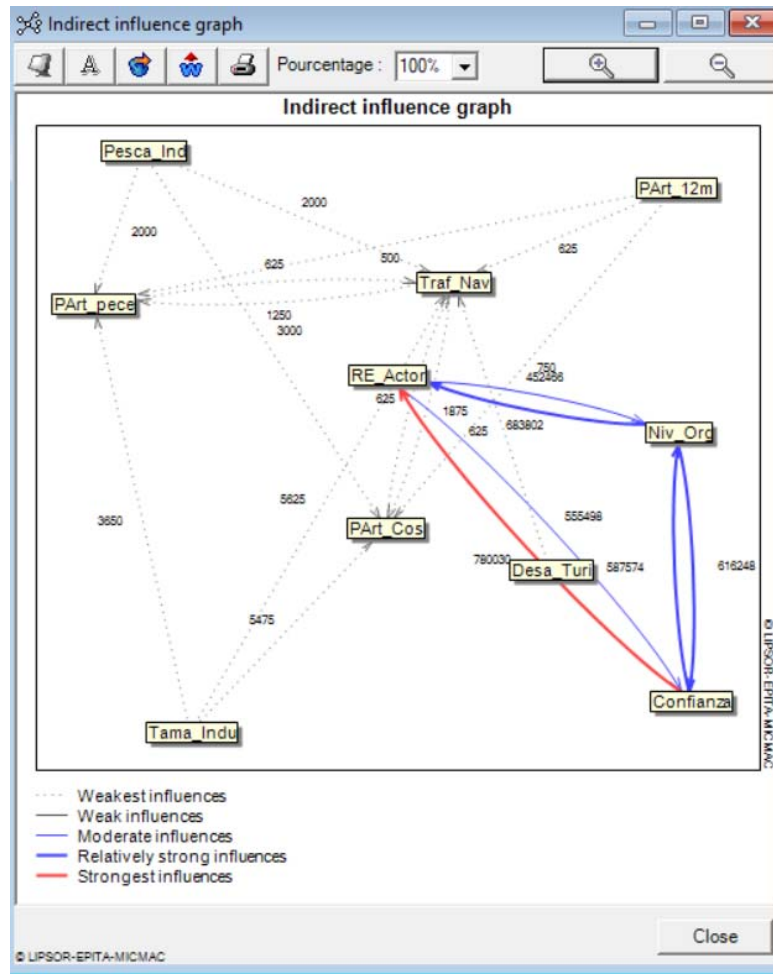 Indirect influence graph
Pourcentage : 100%
Indirect influence graph
Pesca_Ind
PArt_12m
2000
2000
625
500
625
Traf_Nav
PArt_pece
1250
3000
RE_Actor
750
452466
625
1875
625
683802
Niv_Org
3650
5625
PArt_Cos
555498
780030
Desa_Turi
587574
616248
5475
Confianza
Tama_Indu
© LIPSOR-EPITA-MICMAC
Weakest influences
Weak influences
Moderate influences
Relatively strong influences
Strongest influences
Close
© LIPSOR-EPITA-MICMAC